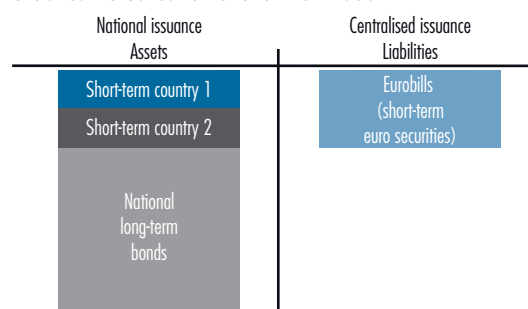 National issuance
Assets
Centralised issuance
Liabilities
Short-term country 1
Short-term country 2
National
long-term
bonds
Eurobills
(short-term
euro securities)